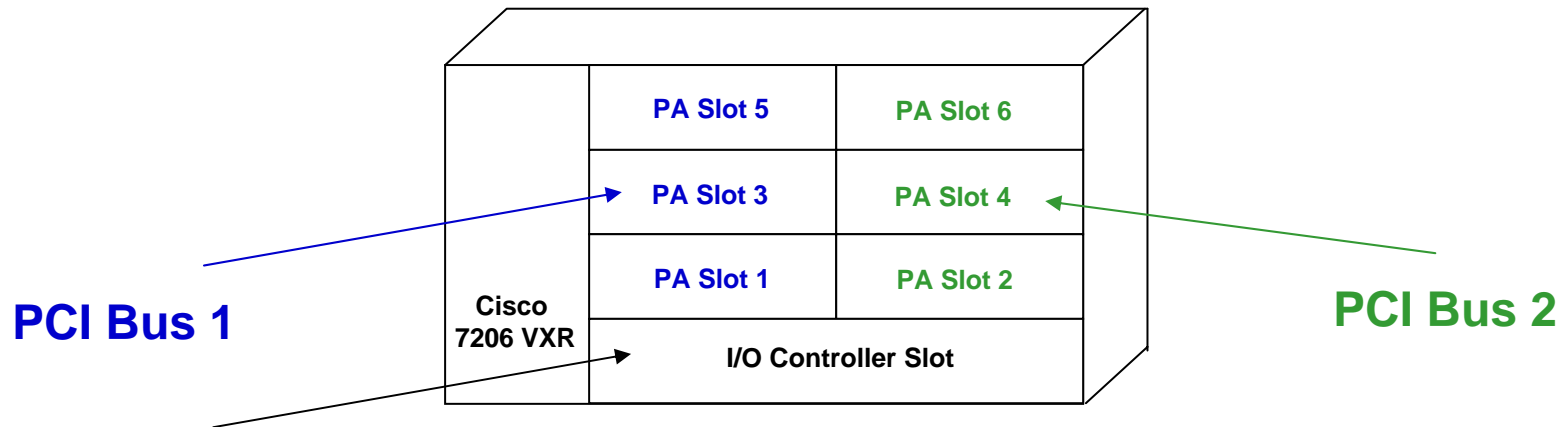 PA Slot 5
PA Slot 6
PA Slot 3
PA Slot 4
PA Slot 1
PA Slot 2
Cisco
7206 VXR
I/O Controller Slot
PCI Bus 1
PCI Bus 2